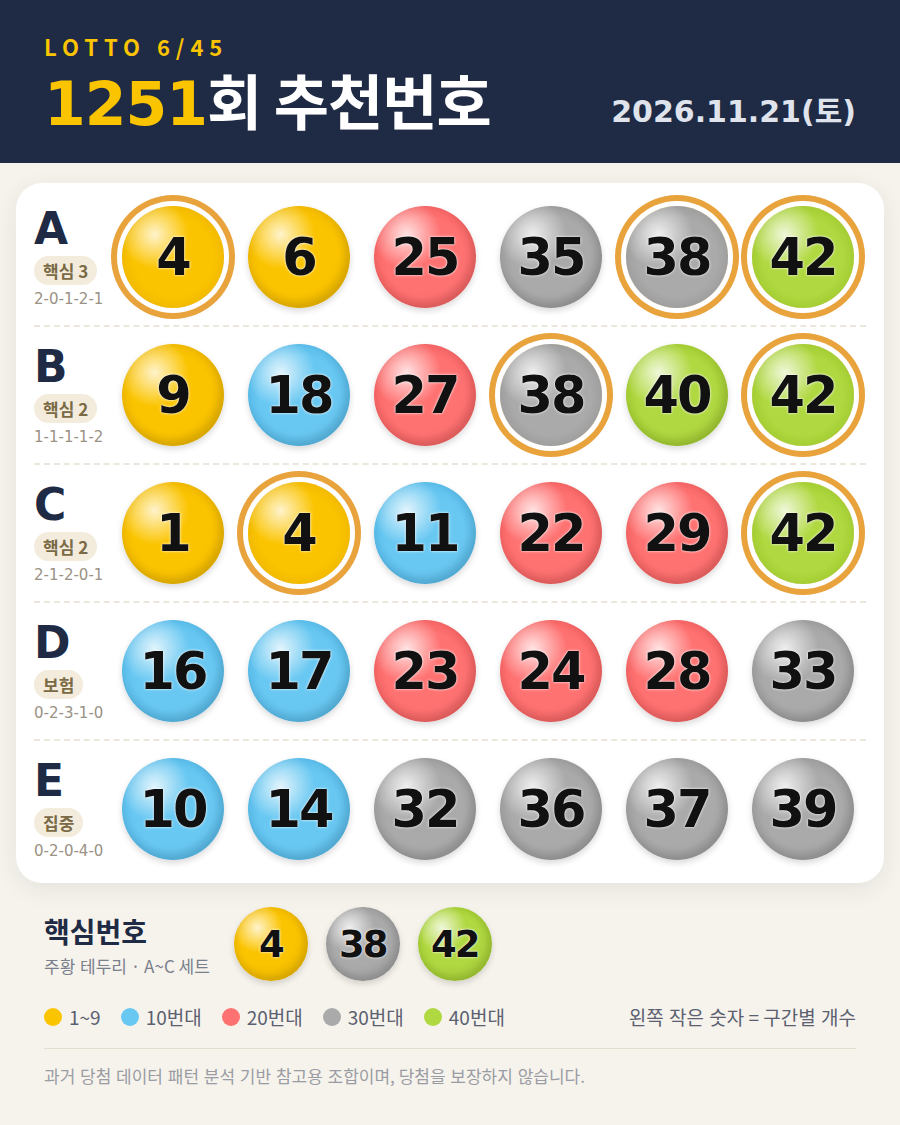 LOTTO 6/45
1251회 추천번호
2026.11.21(토)
A
핵심 3
2-0-1-2-1
4 6 25 35 38 42
B
핵심 2
1-1-1-1-2
9 18 27 38 40 42
C
핵심 2
2-1-2-0-1
1 4 11 22 29 42
D
보험
0-2-3-1-0
16 17 23 24 28 33
E
집중
0-2-0-4-0
10 14 32 36 37 39
핵심번호
주황 테두리 · A~C 세트
4 38 42
1~9 10번대 20번대 30번대 40번대
왼쪽 작은 숫자 = 구간별 개수
과거 당첨 데이터 패턴 분석 기반 참고용 조합이며, 당첨을 보장하지 않습니다.